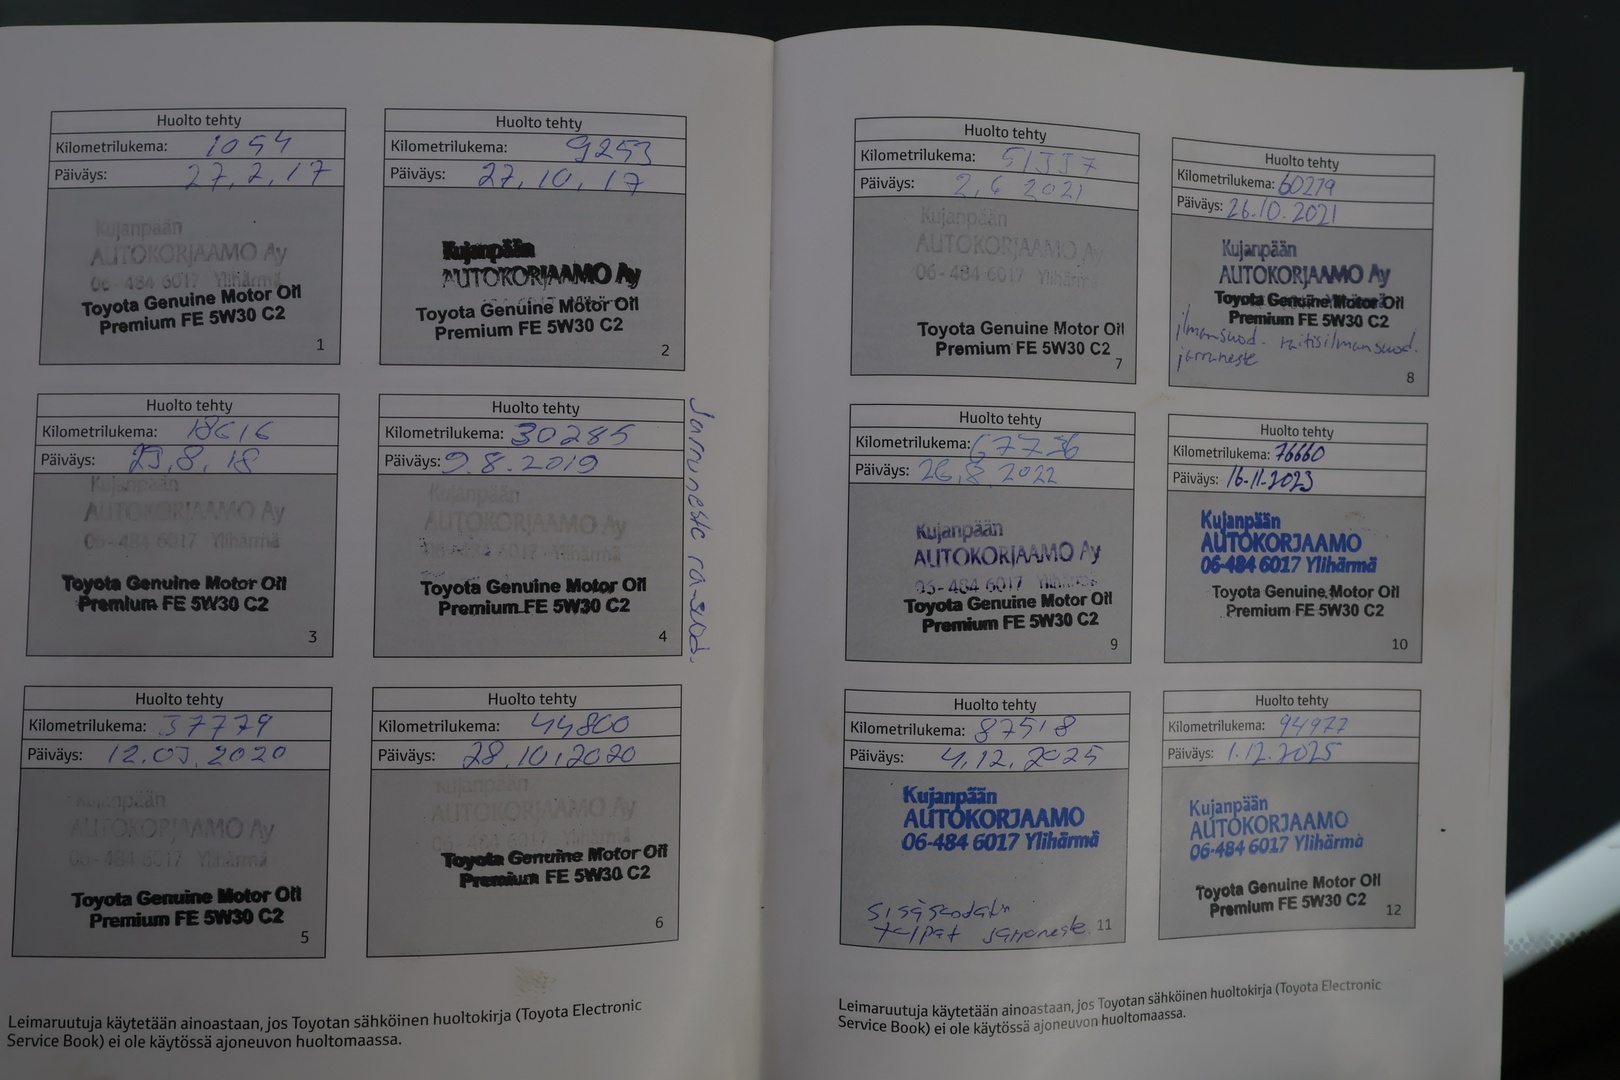 Huolto tehty
Kilometrilukema: 1054
Päiväys: 27.2.17
Kujanpään
AUTOKORJAAMO Ay
06-484 6017 Ylihärmä
Toyota Genuine Motor Oil
Premium FE 5W30 C2
1
Huolto tehty
Kilometrilukema: 9253
Päiväys: 27.10.17
Kujanpään
AUTOKORJAAMO Ay
Toyota Genuine Motor Oil
Premium FE 5W30 C2
2
Huolto tehty
Kilometrilukema: 18616
Päiväys: 23.8.18
Kujanpään
AUTOKORJAAMO Ay
06-484 6017 Ylihärmä
Toyota Genuine Motor Oil
Premium FE 5W30 C2
3
Huolto tehty
Kilometrilukema: 30285
Päiväys: 9.8.2019
Kujanpään
AUTOKORJAAMO Ay
06-484 6017 Ylihärmä
Toyota Genuine Motor Oil
Premium FE 5W30 C2
4
Jarruneste ra-suod.
Huolto tehty
Kilometrilukema: 37779
Päiväys: 12.03.2020
Kujanpään
AUTOKORJAAMO Ay
06-484 6017 Ylihärmä
Toyota Genuine Motor Oil
Premium FE 5W30 C2
5
Huolto tehty
Kilometrilukema: 44800
Päiväys: 28.10.2020
Kujanpään
AUTOKORJAAMO Ay
06-484 6017 Ylihärmä
Toyota Genuine Motor Oil
Premium FE 5W30 C2
6
Leimaruutuja käytetään ainoastaan, jos Toyotan sähköinen huoltokirja (Toyota Electronic
Service Book) ei ole käytössä ajoneuvon huoltomaassa.
Huolto tehty
Kilometrilukema:
Päiväys: 2.6 2021
Kujanpään
AUTOKORJAAMO Ay
06-484 6017 Ylihärmä
Toyota Genuine Motor Oil
Premium FE 5W30 C2
7
Huolto tehty
Kilometrilukema: 60279
Päiväys: 26.10.2021
Kujanpään
AUTOKORJAAMO Ay
Toyota Genuine Motor Oil
Premium FE 5W30 C2
ilmansuod. raitisilmansuod.
jarruneste
8
Huolto tehty
Kilometrilukema: 67736
Päiväys: 26.8.2022
Kujanpään
AUTOKORJAAMO Ay
06-484 6017 Ylihärmä
Toyota Genuine Motor Oil
Premium FE 5W30 C2
9
Huolto tehty
Kilometrilukema: 76660
Päiväys: 16.11.2023
Kujanpään
AUTOKORJAAMO
06-484 6017 Ylihärmä
Toyota Genuine Motor Oil
Premium FE 5W30 C2
10
Huolto tehty
Kilometrilukema: 87518
Päiväys: 4.12.2025
Kujanpään
AUTOKORJAAMO
06-484 6017 Ylihärmä
tulpat jarruneste
11
Huolto tehty
Kilometrilukema: 94977
Päiväys: 1.12.2025
Kujanpään
AUTOKORJAAMO
06-484 6017 Ylihärmä
Toyota Genuine Motor Oil
Premium FE 5W30 C2
12
Leimaruutuja käytetään ainoastaan, jos Toyotan sähköinen huoltokirja (Toyota Electronic
Service Book) ei ole käytössä ajoneuvon huoltomaassa.